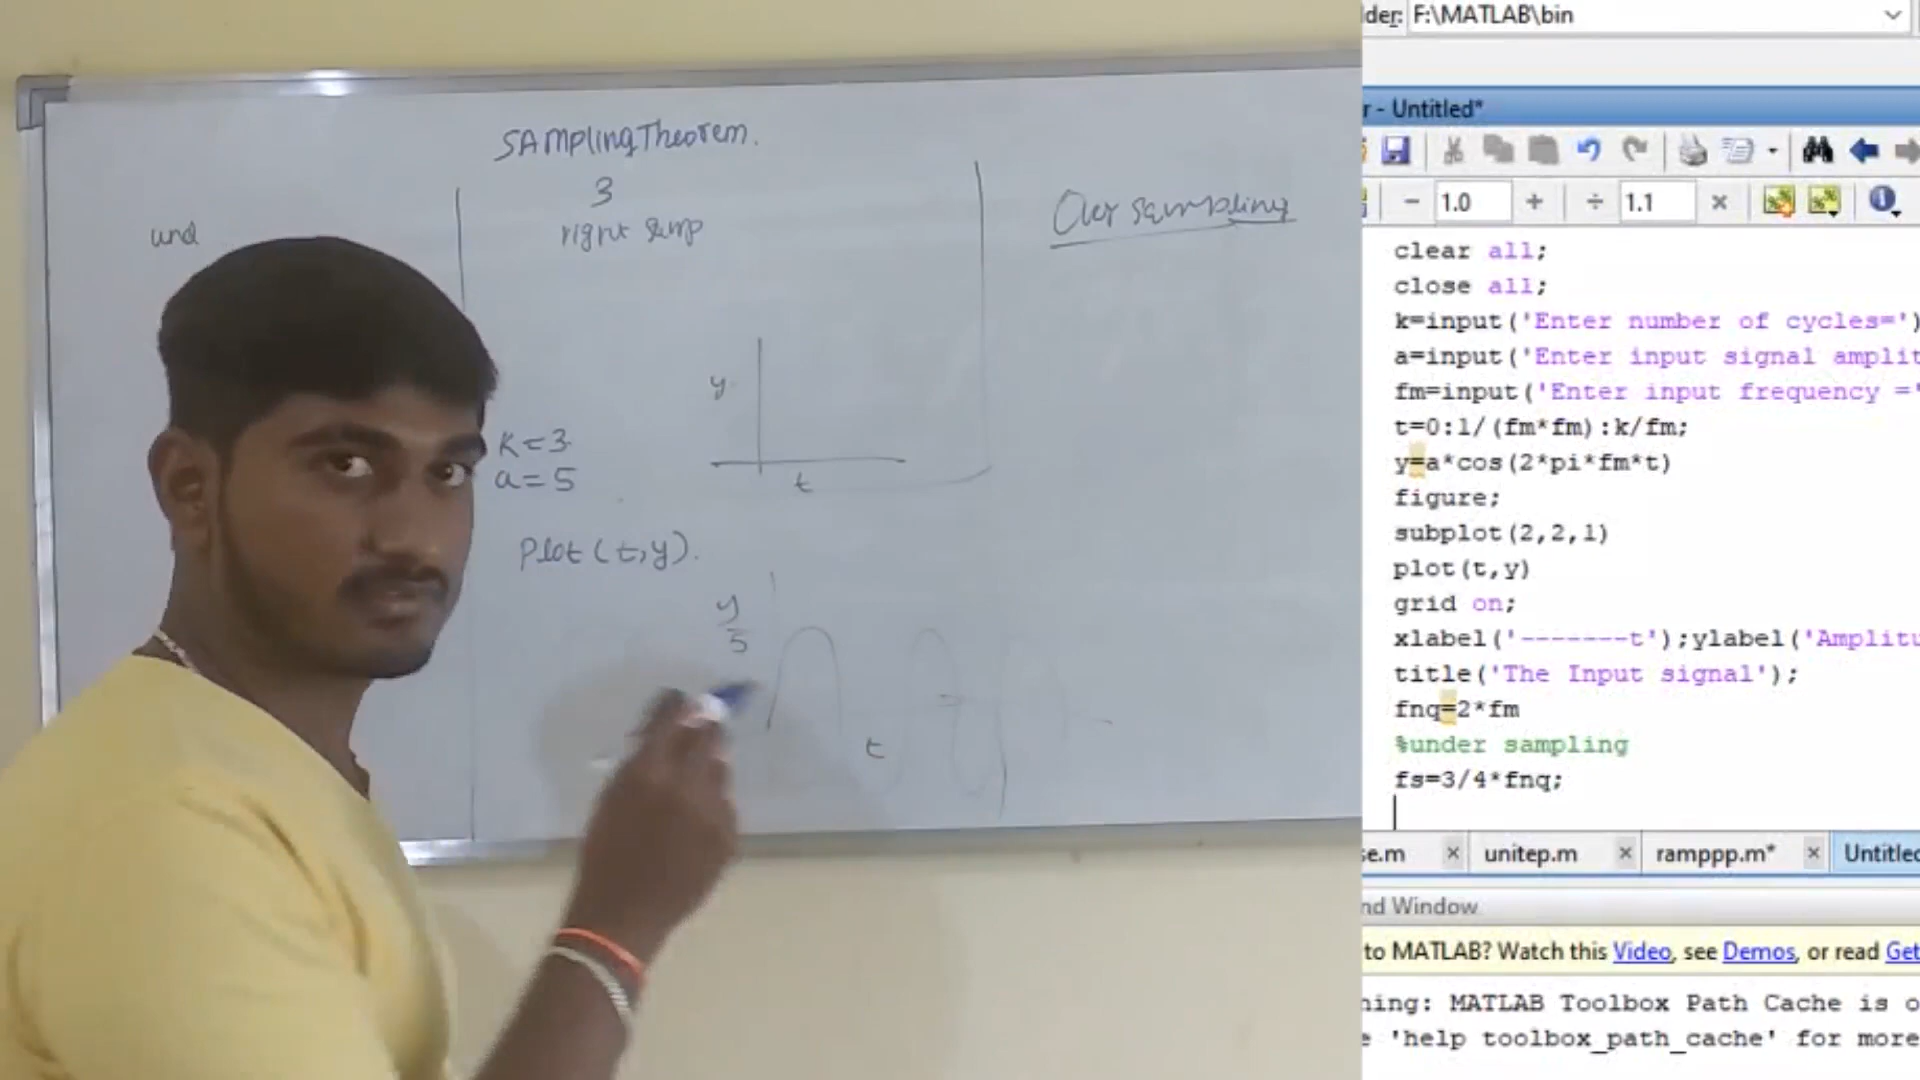 SAmpling Theorem.
3
right samp
und
Over sampling
y
t
K=3
a=5
Plot (t,y).
y
5
t
der: F:\MATLAB\bin
r - Untitled*
1.0
1.1
clear all;
close all;
k=input('Enter number of cycles=')
a=input('Enter input signal amplit
fm=input('Enter input frequency ='
t=0:1/(fm*fm):k/fm;
y=a*cos(2*pi*fm*t)
figure;
subplot(2,2,1)
plot(t,y)
grid on;
xlabel('-------t');ylabel('Amplitu
title('The Input signal');
fnq=2*fm
%under sampling
fs=3/4*fnq;
se.m unitep.m ramppp.m* Untitled
nd Window
to MATLAB? Watch this Video, see Demos, or read Get
ning: MATLAB Toolbox Path Cache is o
e 'help toolbox_path_cache' for more